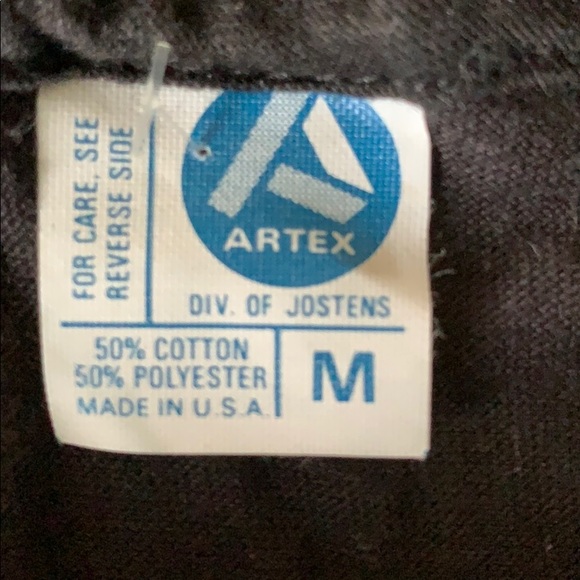 FOR CARE, SEE
REVERSE SIDE
ARTEX
DIV. OF JOSTENS
50% COTTON
50% POLYESTER
MADE IN U.S.A.
M